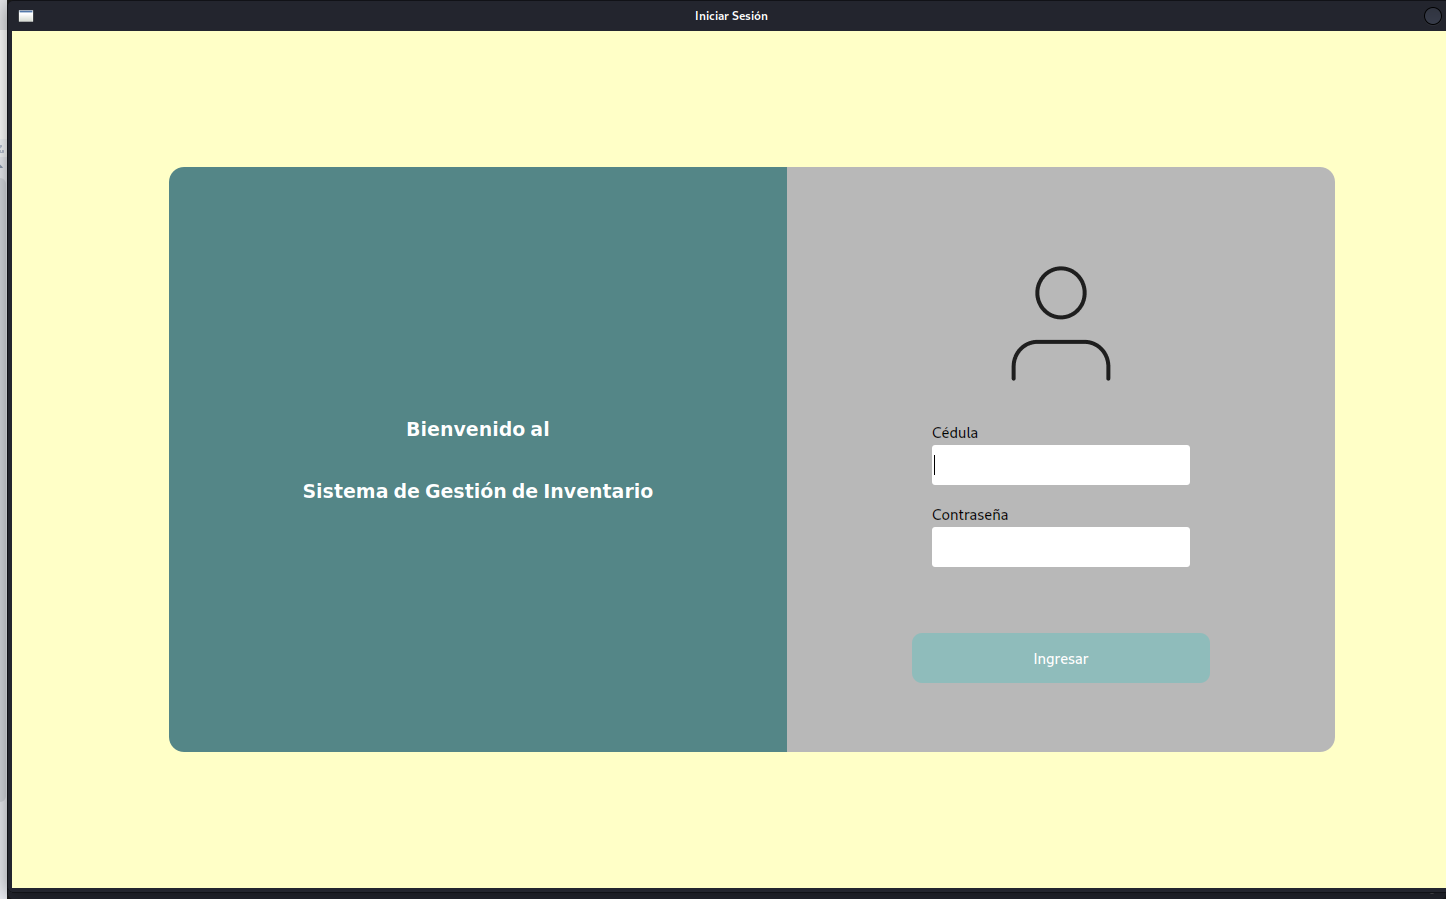 Iniciar Sesión
Bienvenido al
Sistema de Gestión de Inventario
Cédula
Contraseña
Ingresar